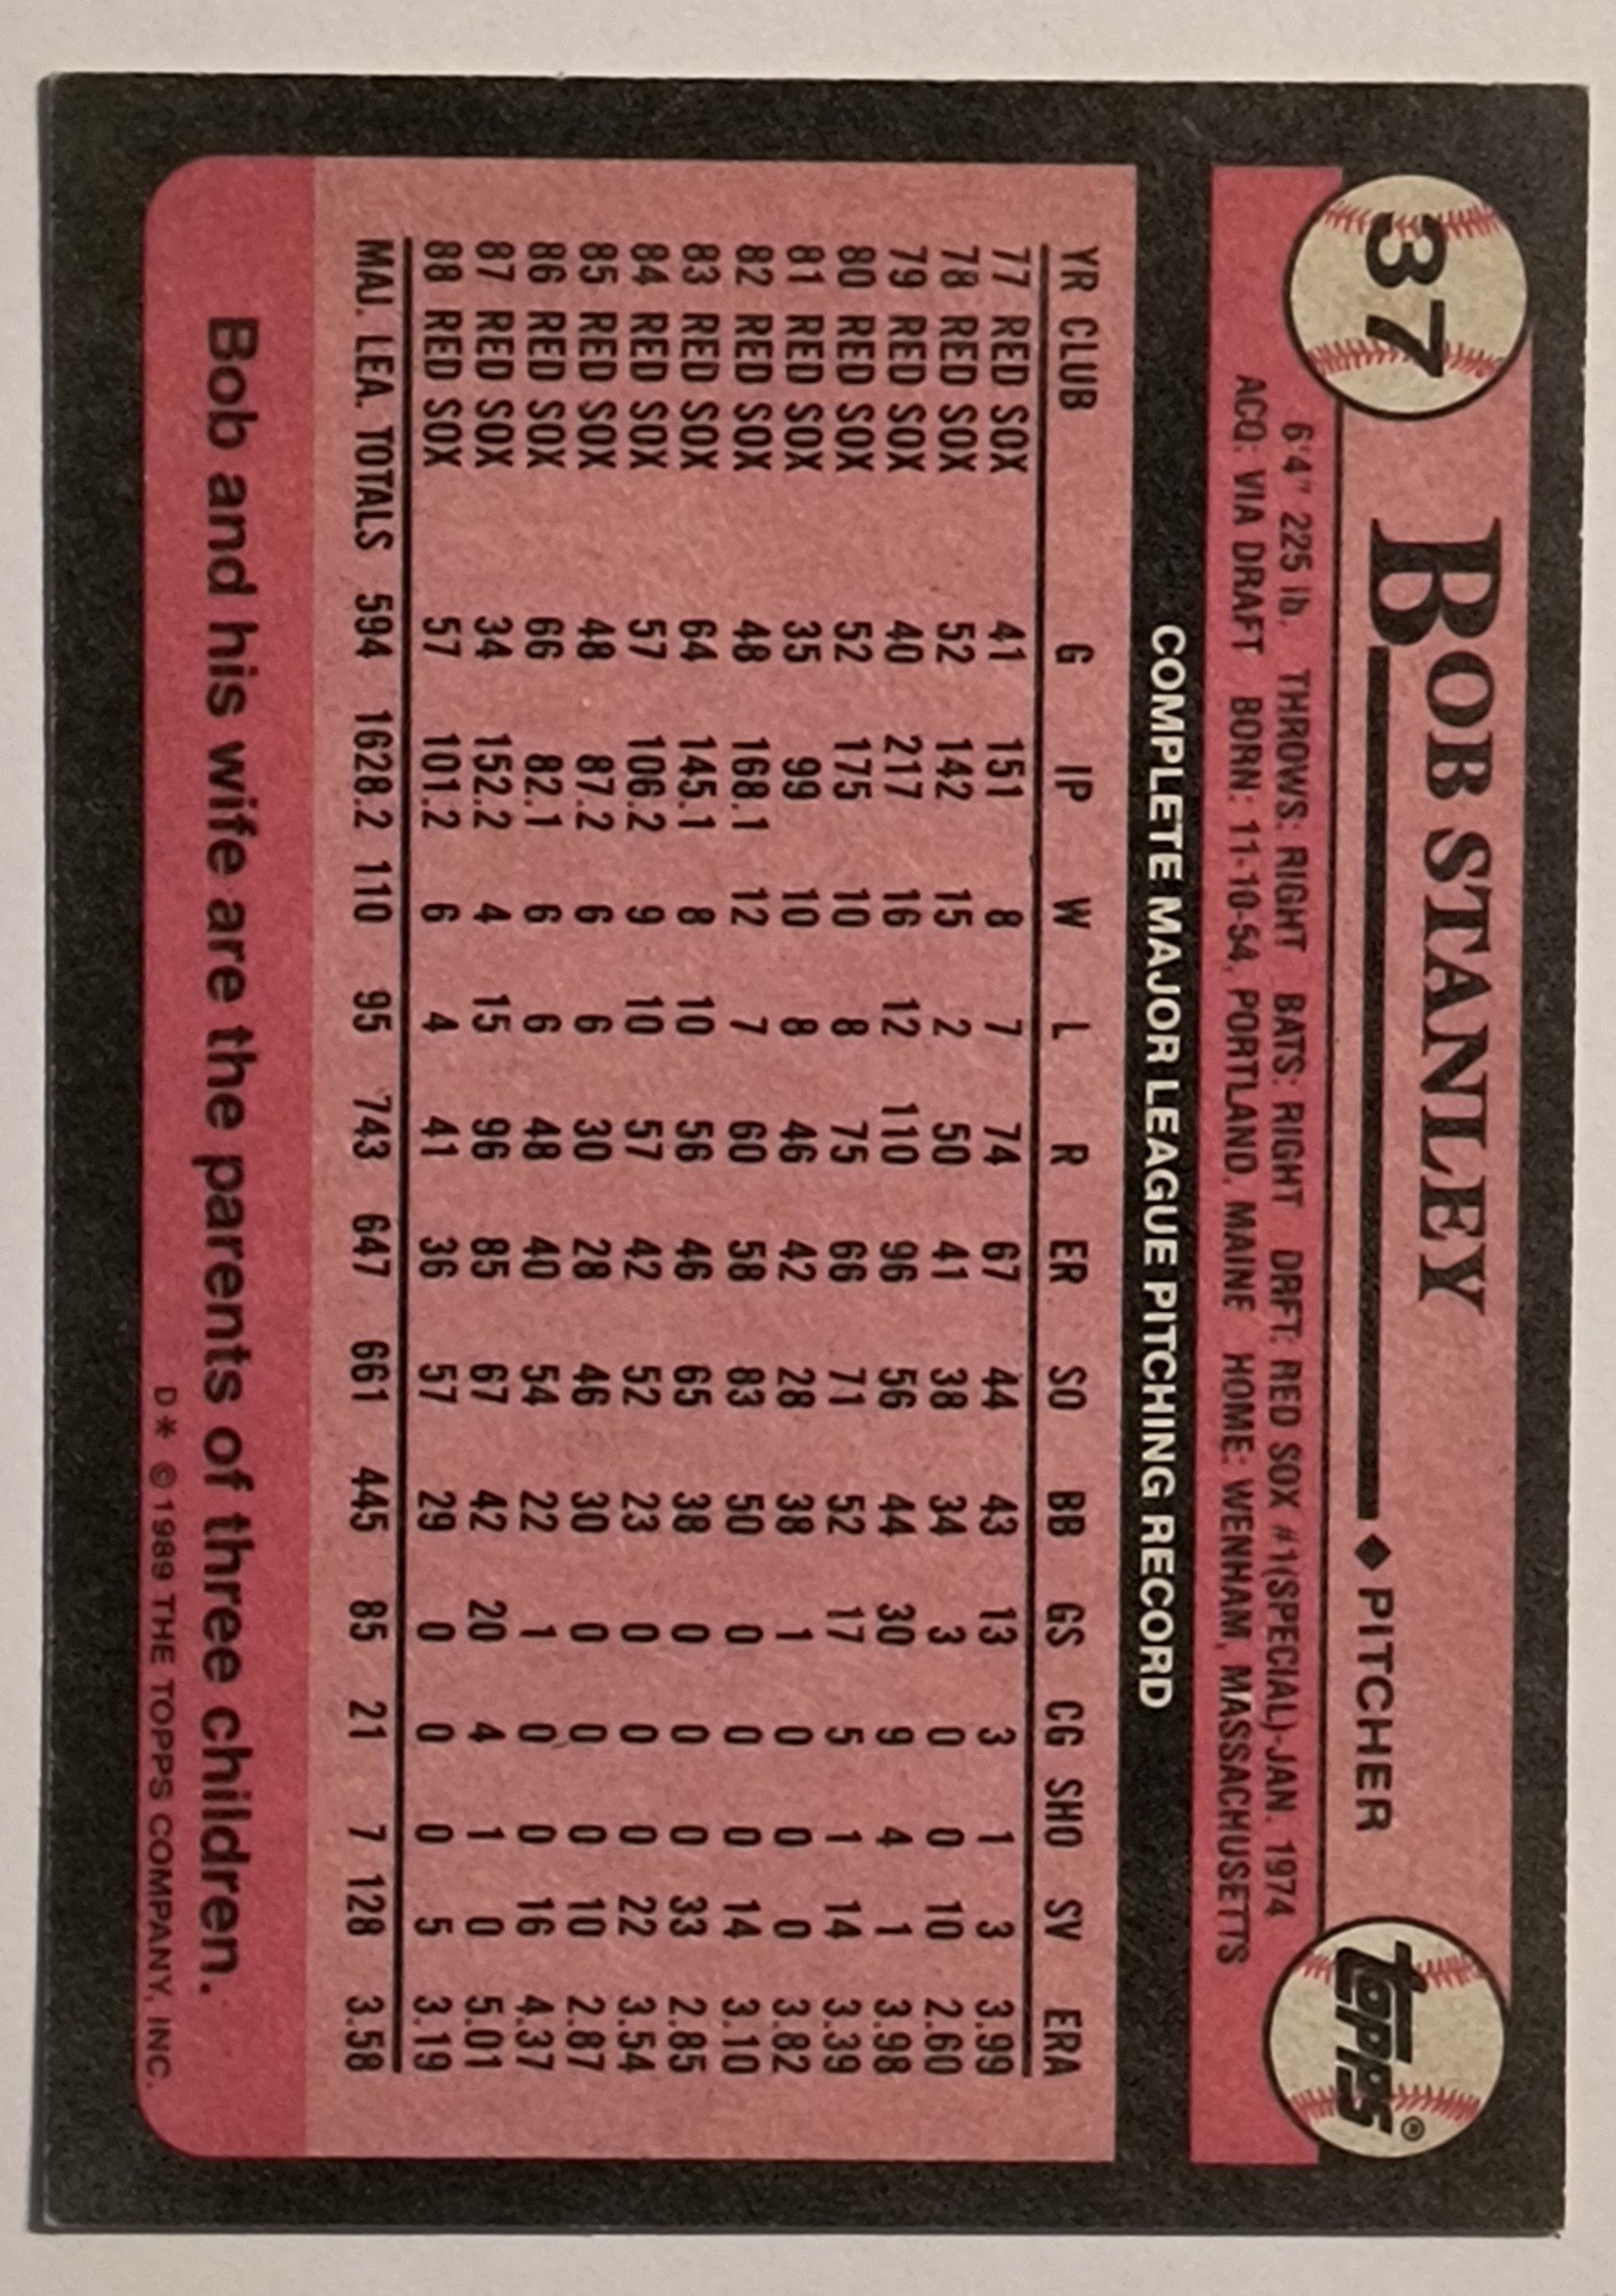 37
BOB STANLEY
◆ PITCHER
topps®
6'4" 225 lb. THROWS: RIGHT BATS: RIGHT DRFT: RED SOX #1(SPECIAL)-JAN. 1974
ACQ: VIA DRAFT BORN: 11-10-54, PORTLAND, MAINE HOME: WENHAM, MASSACHUSETTS
COMPLETE MAJOR LEAGUE PITCHING RECORD
YR CLUB G IP W L R ER SO BB GS CG SHO SV ERA
77 RED SOX 41 151 8 7 74 67 44 43 13 3 1 3 3.99
78 RED SOX 52 142 15 2 50 41 38 34 3 0 0 10 2.60
79 RED SOX 40 217 16 12 110 96 56 44 30 9 4 1 3.98
80 RED SOX 52 175 10 8 75 66 71 52 17 5 1 14 3.39
81 RED SOX 35 99 10 8 46 42 28 38 1 0 0 0 3.82
82 RED SOX 48 168.1 12 7 60 58 83 50 0 0 0 14 3.10
83 RED SOX 64 145.1 8 10 56 46 65 38 0 0 0 33 2.85
84 RED SOX 57 106.2 9 10 57 42 52 23 0 0 0 22 3.54
85 RED SOX 48 87.2 6 6 30 28 46 30 0 0 0 10 2.87
86 RED SOX 66 82.1 6 6 48 40 54 22 1 0 0 16 4.37
87 RED SOX 34 152.2 4 15 96 85 67 42 20 4 1 0 5.01
88 RED SOX 57 101.2 6 4 41 36 57 29 0 0 0 5 3.19
MAJ. LEA. TOTALS 594 1628.2 110 95 743 647 661 445 85 21 7 128 3.58
Bob and his wife are the parents of three children.
D* © 1989 THE TOPPS COMPANY, INC.